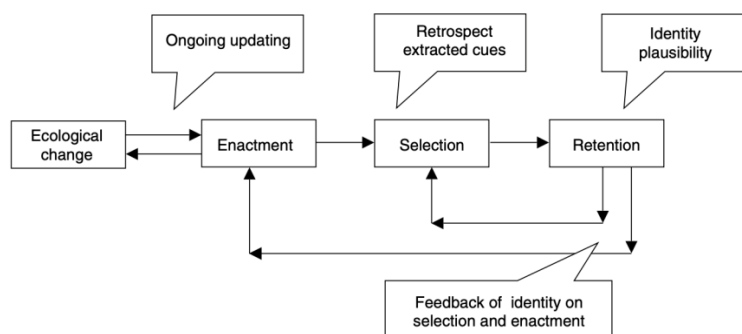 Ongoing updating
Retrospect
extracted cues
Identity
plausibility
Ecological
change
Enactment
Selection
Retention
Feedback of identity on
selection and enactment